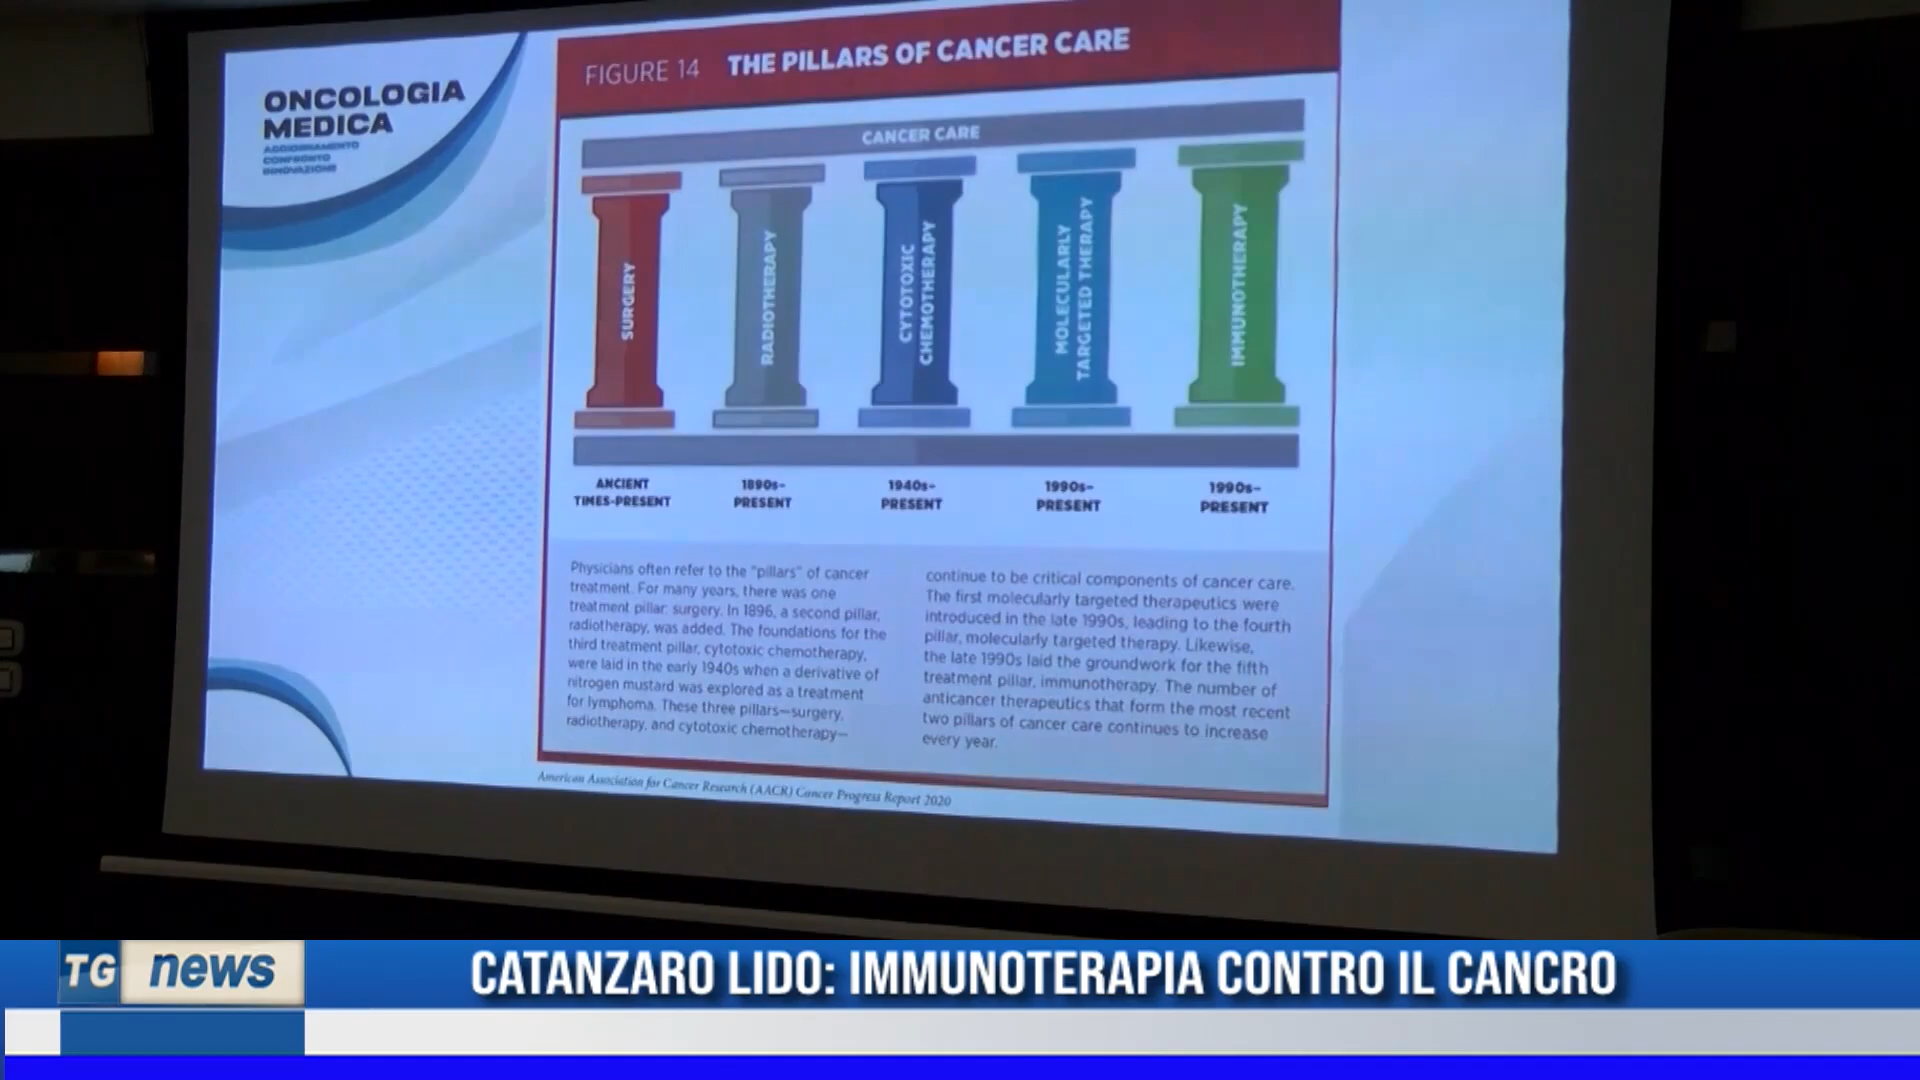 ONCOLOGIA
MEDICA
AGGIORNAMENTO
CONFRONTO
INNOVAZIONE
FIGURE 14 THE PILLARS OF CANCER CARE
CANCER CARE
SURGERY
RADIOTHERAPY
CYTOTOXIC
CHEMOTHERAPY
MOLECULARLY
TARGETED THERAPY
IMMUNOTHERAPY
ANCIENT
TIMES-PRESENT
1890s-
PRESENT
1940s-
PRESENT
1990s-
PRESENT
1990s-
PRESENT
Physicians often refer to the "pillars" of cancer
treatment. For many years, there was one
treatment pillar: surgery. In 1896, a second pillar,
radiotherapy, was added. The foundations for the
third treatment pillar, cytotoxic chemotherapy,
were laid in the early 1940s when a derivative of
nitrogen mustard was explored as a treatment
for lymphoma. These three pillars—surgery,
radiotherapy, and cytotoxic chemotherapy—
continue to be critical components of cancer care.
The first molecularly targeted therapeutics were
introduced in the late 1990s, leading to the fourth
pillar, molecularly targeted therapy. Likewise,
the late 1990s laid the groundwork for the fifth
treatment pillar, immunotherapy. The number of
anticancer therapeutics that form the most recent
two pillars of cancer care continues to increase
every year.
American Association for Cancer Research (AACR) Cancer Progress Report 2020
TG news
CATANZARO LIDO: IMMUNOTERAPIA CONTRO IL CANCRO